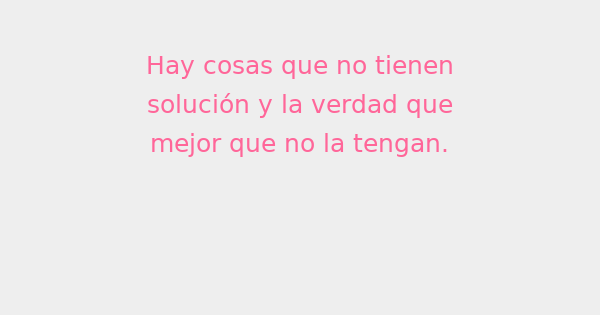 Hay cosas que no tienen
solución y la verdad que
mejor que no la tengan.